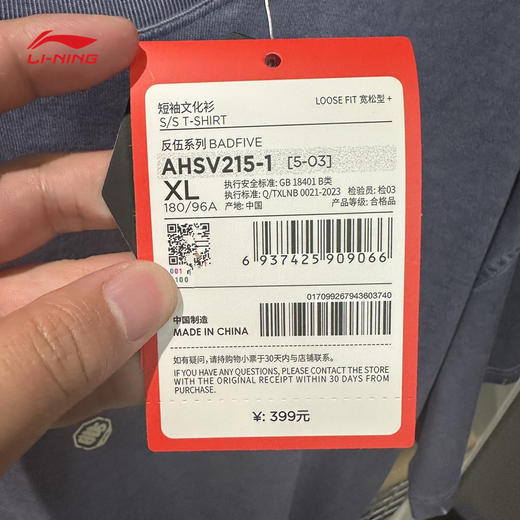 LI-NING
短袖文化衫
S/S T-SHIRT
LOOSE FIT 宽松型 +
反伍系列 BADFIVE
AHSV215-1 [5-03]
XL
180/96A
执行安全标准: GB 18401 B类
执行标准: Q/TXLNB 0021-2023 检验员: 检03
产地: 中国 产品等级: 合格品
6 937425 909066
001
100
017099267943603740
中国制造
MADE IN CHINA
如有疑问，请持购物小票于30天内与店铺联系。
IF YOU HAVE ANY QUESTIONS, PLEASE CONTACT THE STORE
WITH THE ORIGINAL RECEIPT WITHIN 30 DAYS FROM
PURCHASE.
¥: 399元